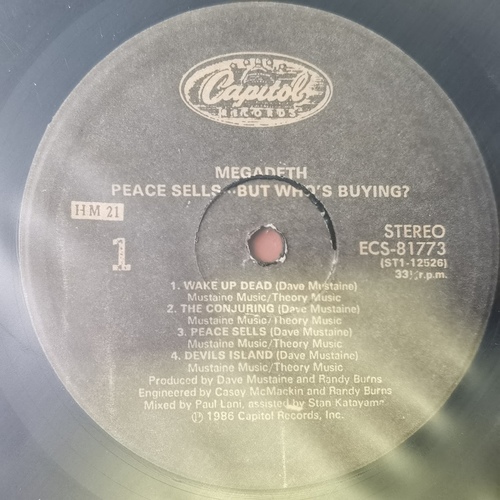 Capitol
RECORDS
MEGADETH
PEACE SELLS...BUT WHO'S BUYING?
HM 21
1
STEREO
ECS-81773
(ST1-12526)
33⅓r.p.m.
1. WAKE UP DEAD (Dave Mustaine)
Mustaine Music/Theory Music
2. THE CONJURING (Dave Mustaine)
Mustaine Music/Theory Music
3. PEACE SELLS (Dave Mustaine)
Mustaine Music/Theory Music
4. DEVILS ISLAND (Dave Mustaine)
Mustaine Music/Theory Music
Produced by Dave Mustaine and Randy Burns
Engineered by Casey McMackin and Randy Burns
Mixed by Paul Lani, assisted by Stan Katayama
Ⓟ 1986 Capitol Records, Inc.